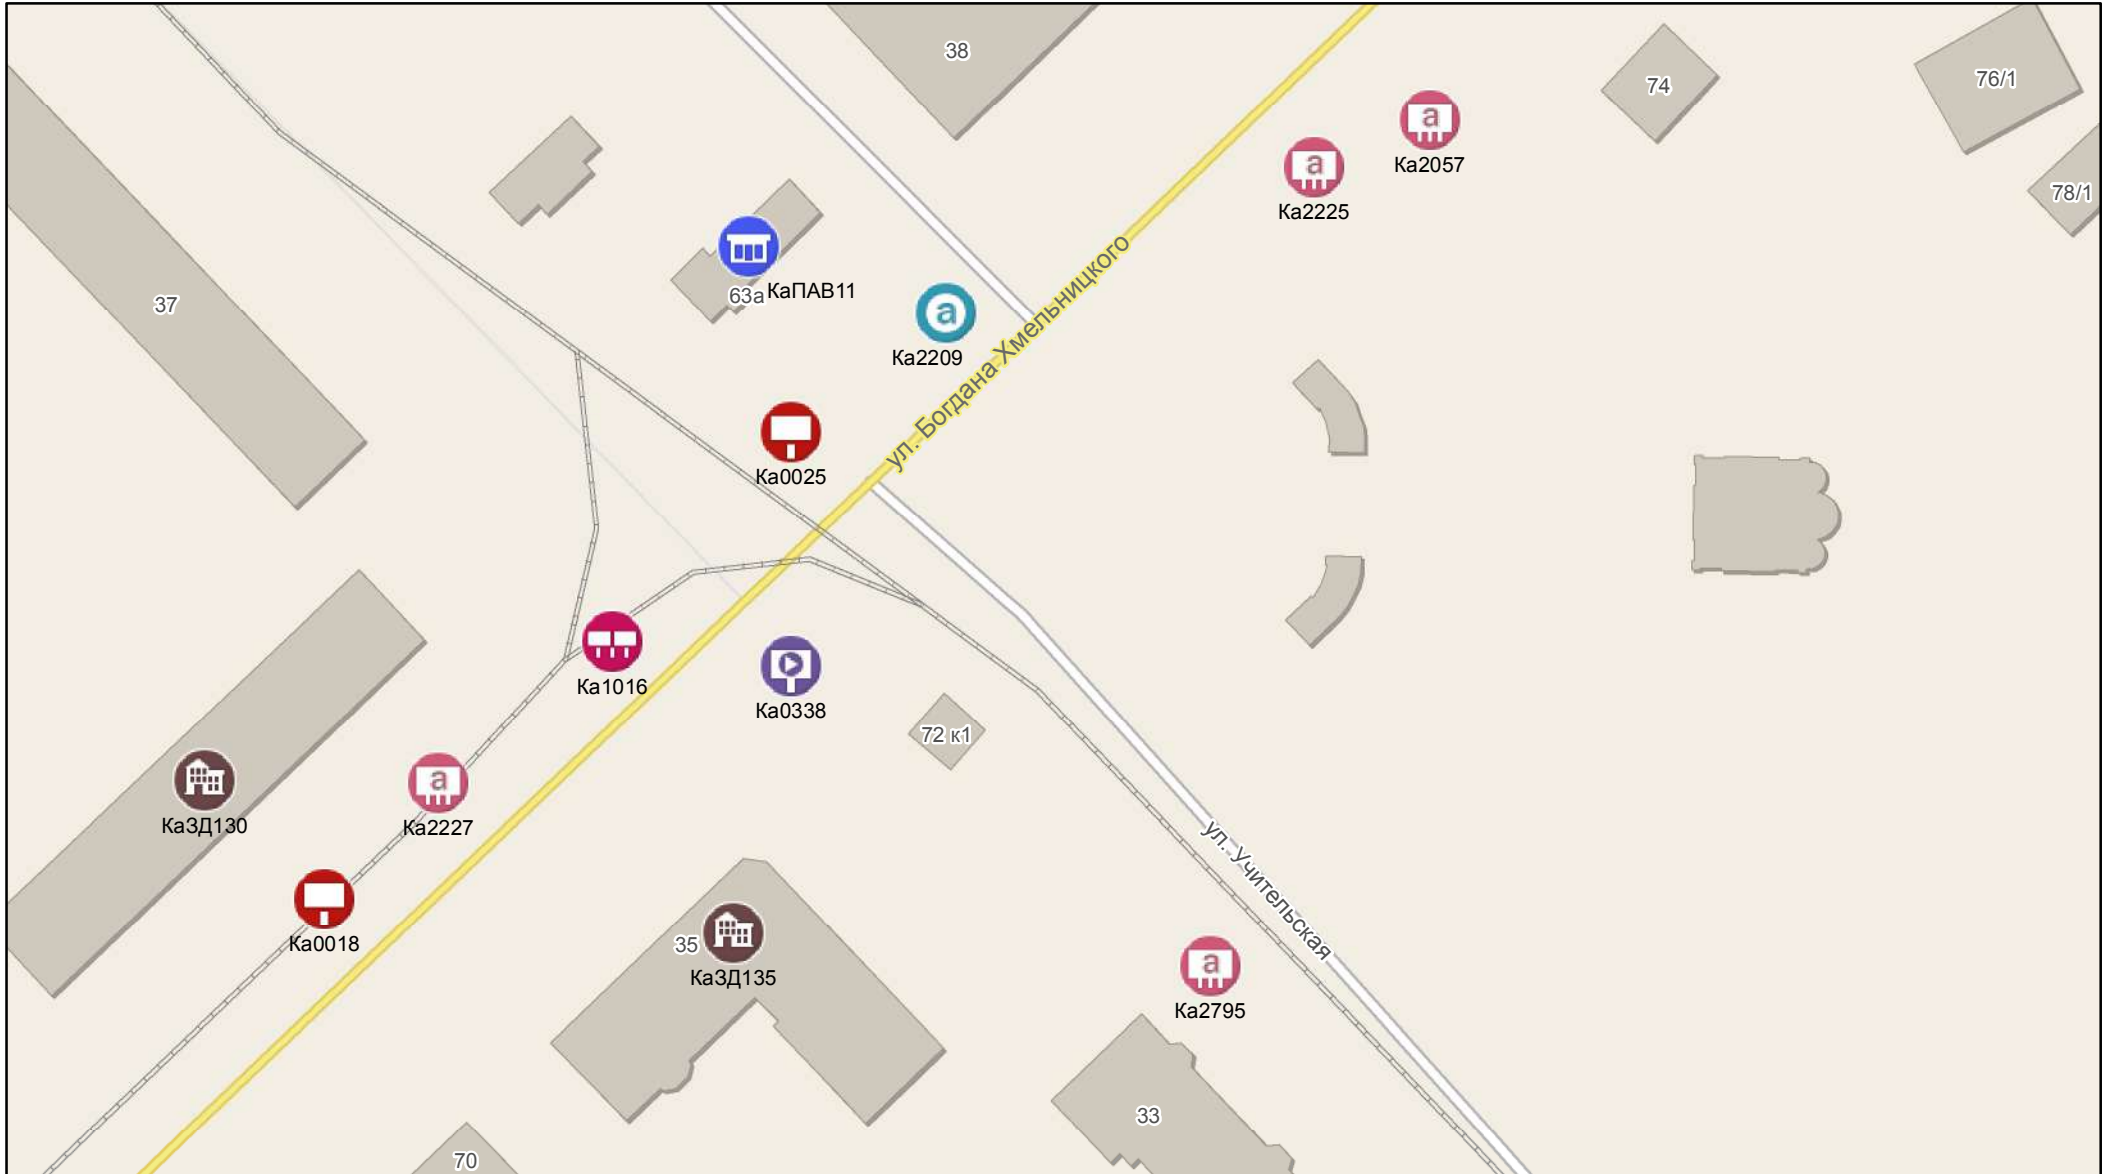 38
74
76/1
а
Ка2057
а
Ка2225
78/1
37
63а
КаПАВ11
а
Ка2209
ул. Богдана Хмельницкого
Ка0025
Ка1016
Ка0338
72 к1
КаЗД130
а
Ка2227
ул. Учительская
Ка0018
35
КаЗД135
а
Ка2795
33
70